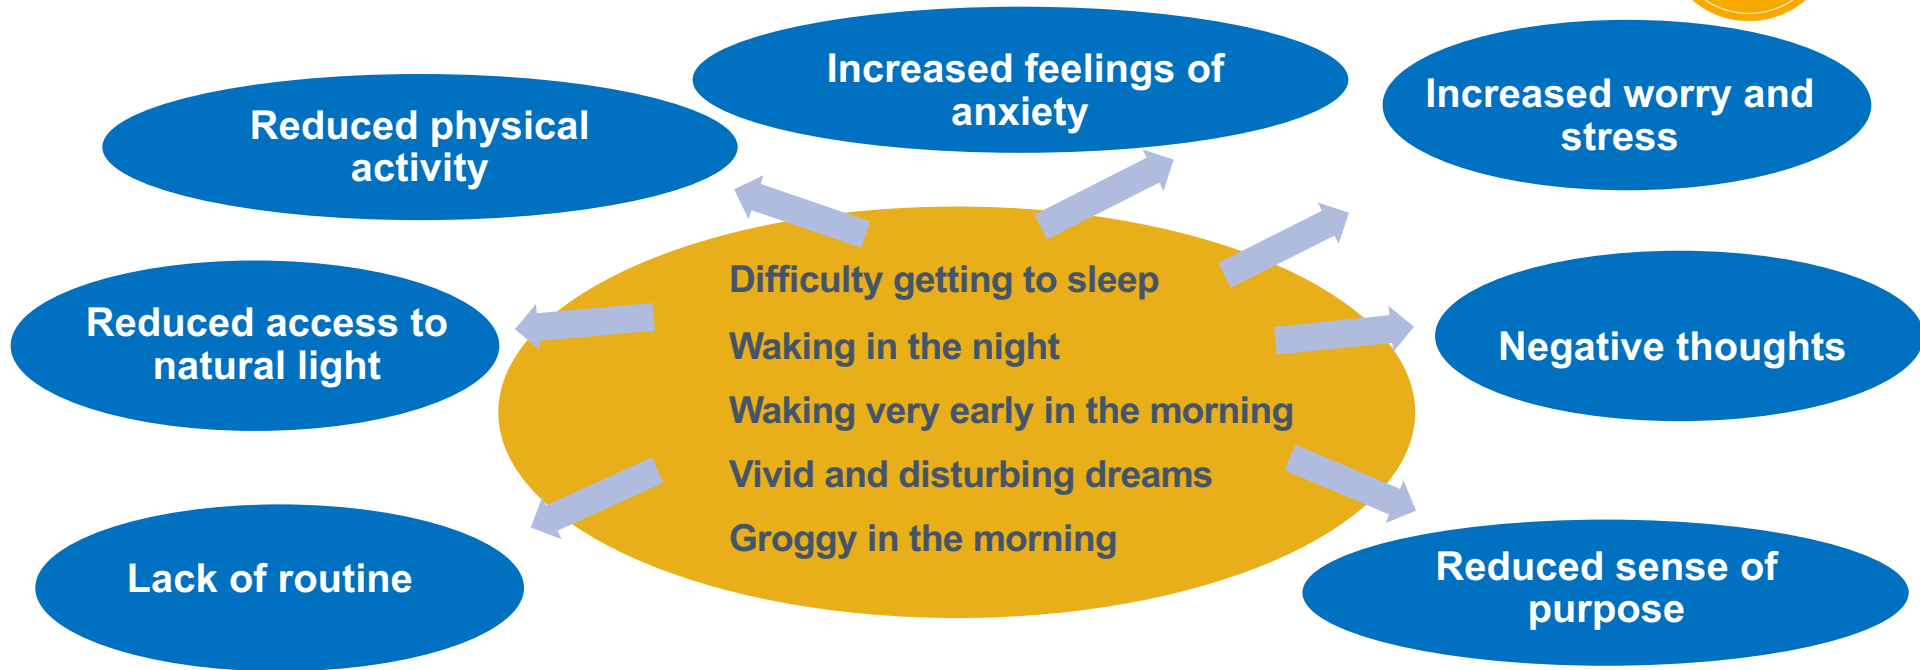 Increased feelings of
anxiety
Increased worry and
stress
Reduced physical
activity
Reduced access to
natural light
Difficulty getting to sleep
Waking in the night
Waking very early in the morning
Vivid and disturbing dreams
Groggy in the morning
Negative thoughts
Lack of routine
Reduced sense of
purpose